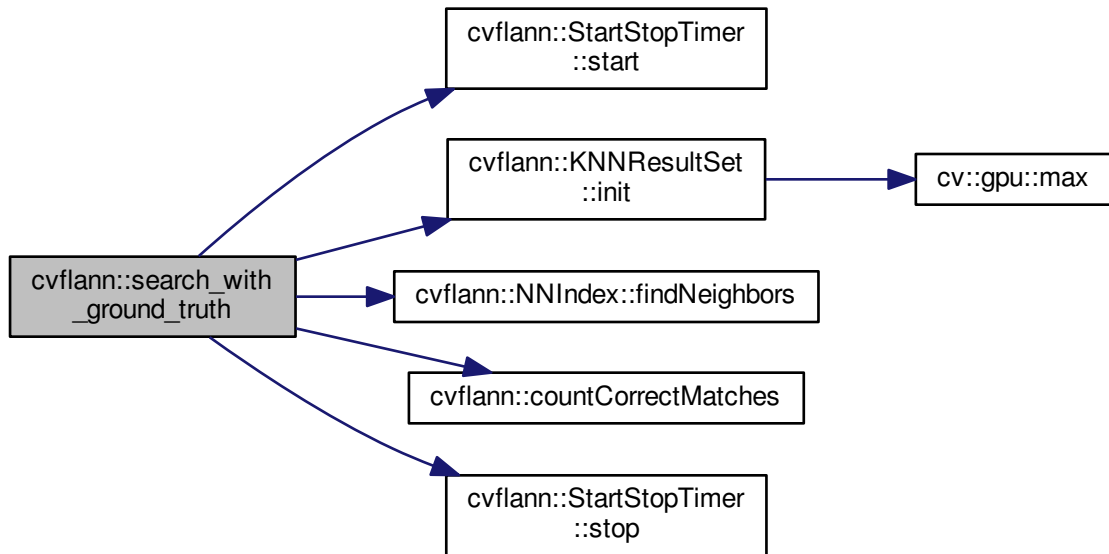 cvflann::StartStopTimer
::start
cvflann::KNNResultSet
::init
cv::gpu::max
cvflann::search_with
_ground_truth
cvflann::NNIndex::findNeighbors
cvflann::countCorrectMatches
cvflann::StartStopTimer
::stop